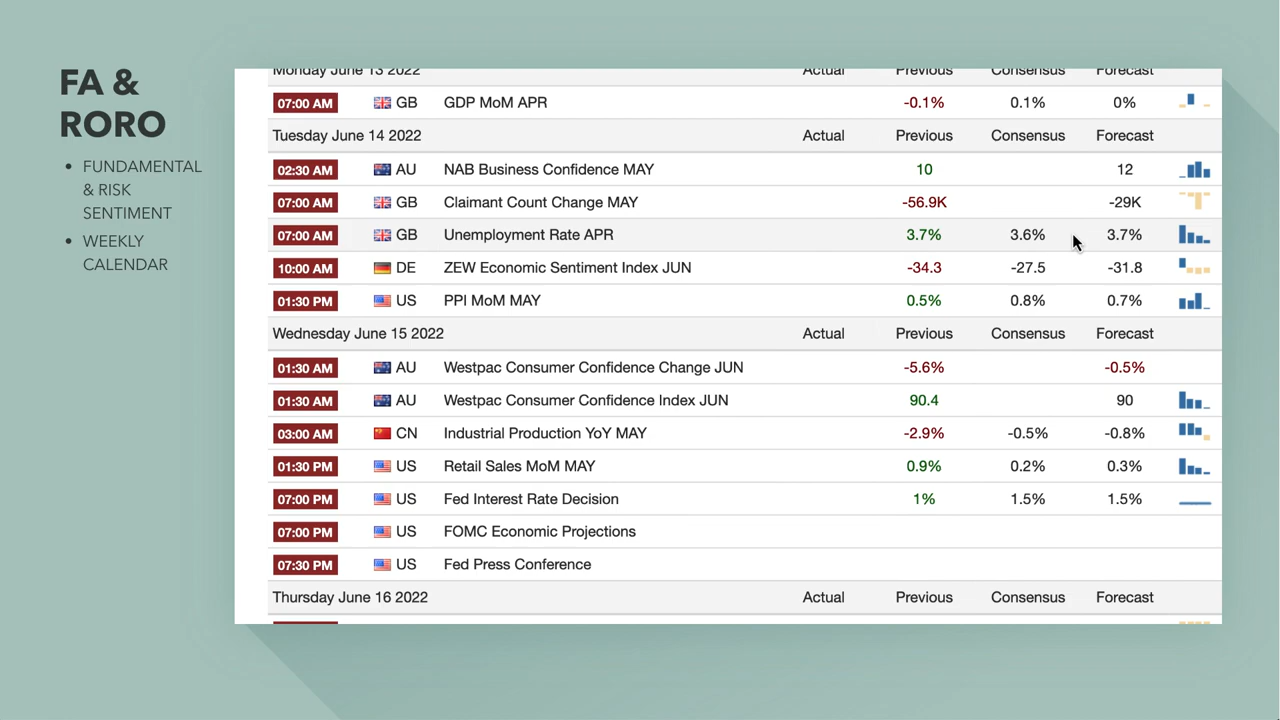 FA &
RORO
• FUNDAMENTAL
& RISK
SENTIMENT
• WEEKLY
CALENDAR
Monday June 13 2022 Actual Previous Consensus Forecast
07:00 AM GB GDP MoM APR -0.1% 0.1% 0%
Tuesday June 14 2022 Actual Previous Consensus Forecast
02:30 AM AU NAB Business Confidence MAY 10 12
07:00 AM GB Claimant Count Change MAY -56.9K -29K
07:00 AM GB Unemployment Rate APR 3.7% 3.6% 3.7%
10:00 AM DE ZEW Economic Sentiment Index JUN -34.3 -27.5 -31.8
01:30 PM US PPI MoM MAY 0.5% 0.8% 0.7%
Wednesday June 15 2022 Actual Previous Consensus Forecast
01:30 AM AU Westpac Consumer Confidence Change JUN -5.6% -0.5%
01:30 AM AU Westpac Consumer Confidence Index JUN 90.4 90
03:00 AM CN Industrial Production YoY MAY -2.9% -0.5% -0.8%
01:30 PM US Retail Sales MoM MAY 0.9% 0.2% 0.3%
07:00 PM US Fed Interest Rate Decision 1% 1.5% 1.5%
07:00 PM US FOMC Economic Projections
07:30 PM US Fed Press Conference
Thursday June 16 2022 Actual Previous Consensus Forecast